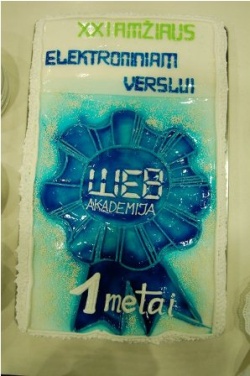 XXI AMŽIAUS
ELEKTRONINIAM
VERSLUI
WEB
AKADEMIJA
1 metai